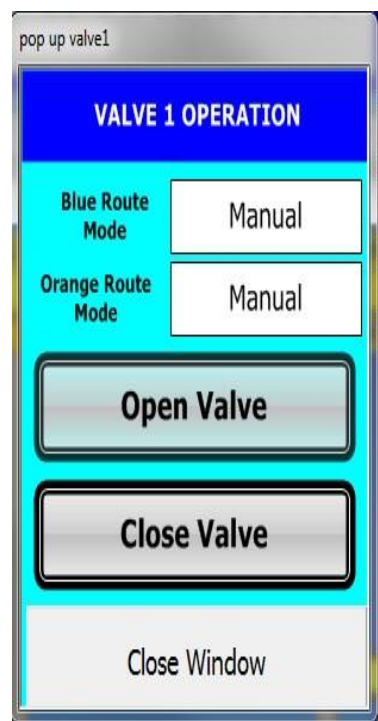 pop up valve1
VALVE 1 OPERATION
Blue Route
Mode
Manual
Orange Route
Mode
Manual
Open Valve
Close Valve
Close Window